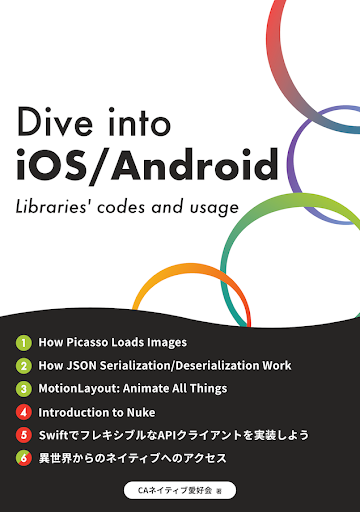 Dive into
iOS/Android
Libraries' codes and usage
1 How Picasso Loads Images
2 How JSON Serialization/Deserialization Work
3 MotionLayout: Animate All Things
4 Introduction to Nuke
5 SwiftでフレキシブルなAPIクライアントを実装しよう
6 異世界からのネイティブへのアクセス
CAネイティブ愛好会 著